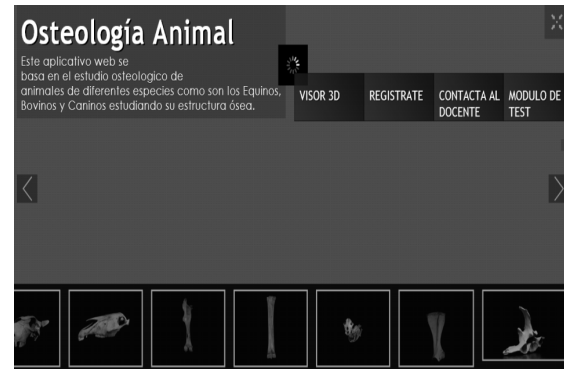 Osteología Animal
Este aplicativo web se
basa en el estudio osteologico de
animales de diferentes especies como son los Equinos,
Bovinos y Caninos estudiando su estructura ósea.
VISOR 3D
REGISTRATE
CONTACTA AL
DOCENTE
MODULO DE
TEST